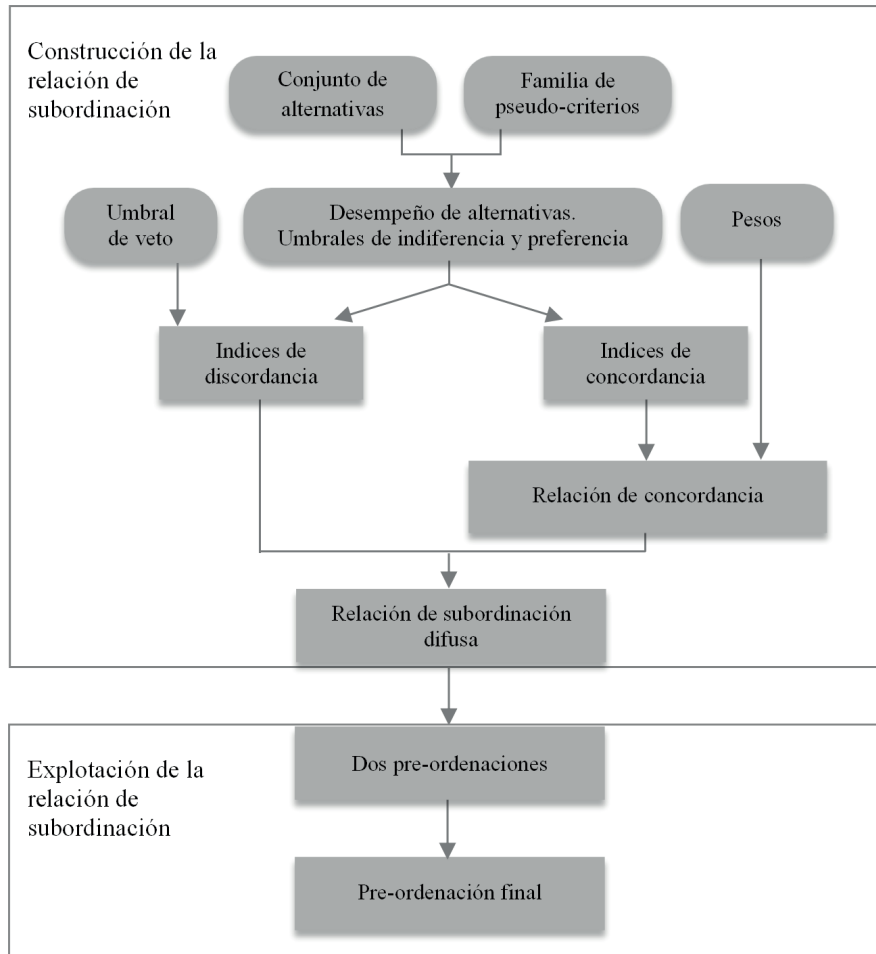 Construcción de la
relación de
subordinación
Conjunto de
alternativas
Familia de
pseudo-criterios
Umbral
de veto
Desempeño de alternativas.
Umbrales de indiferencia y preferencia
Pesos
Indices de
discordancia
Indices de
concordancia
Relación de concordancia
Relación de subordinación
difusa
Explotación de la
relación de
subordinación
Dos pre-ordenaciones
Pre-ordenación final